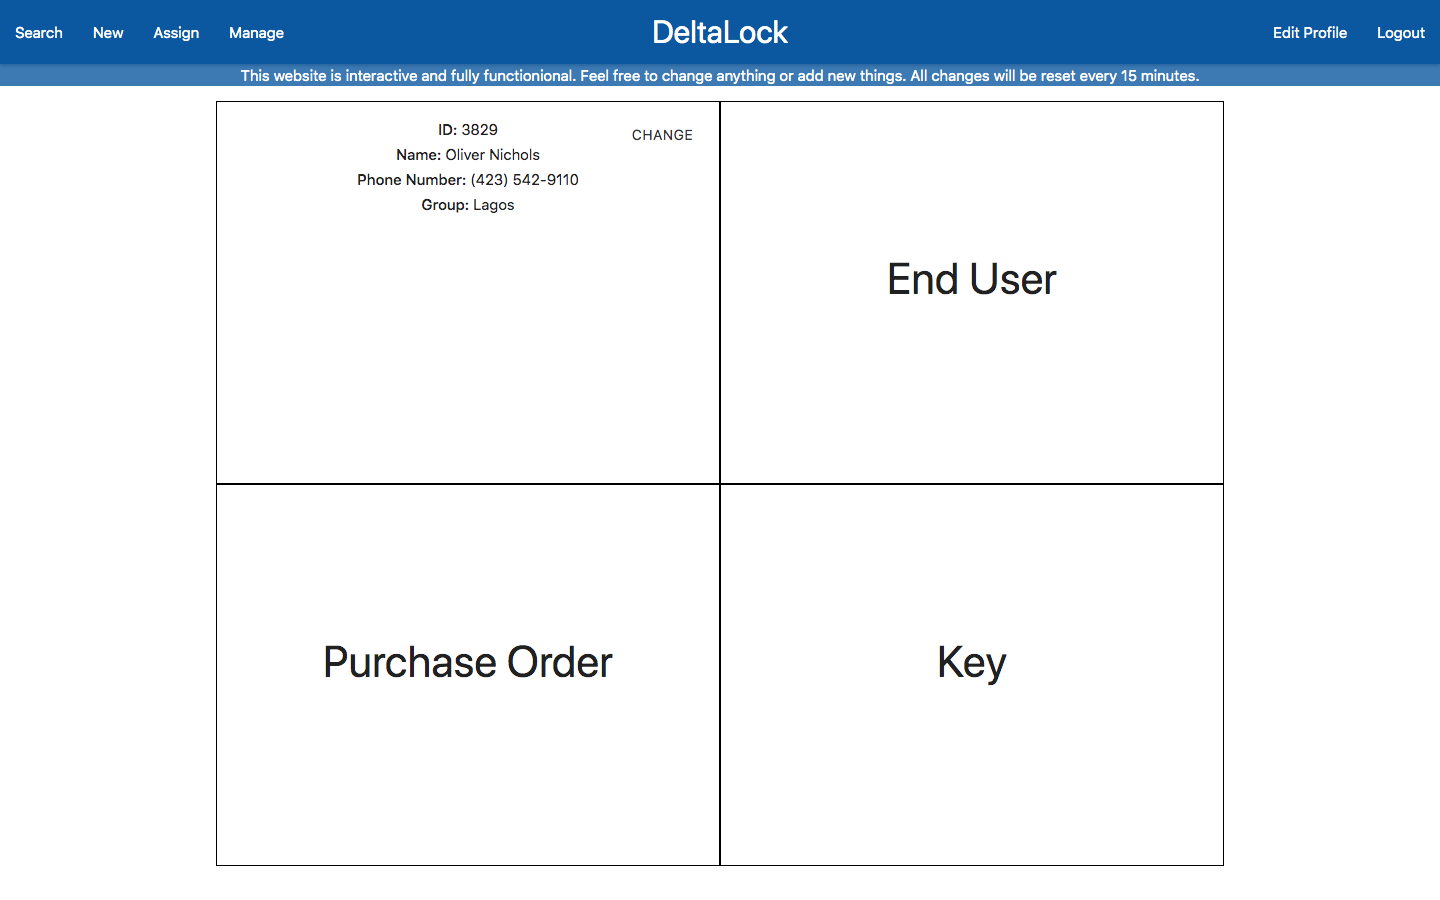 Search New Assign Manage DeltaLock Edit Profile Logout
This website is interactive and fully functionional. Feel free to change anything or add new things. All changes will be reset every 15 minutes.
ID: 3829
CHANGE
Name: Oliver Nichols
Phone Number: (423) 542-9110
Group: Lagos
End User
Purchase Order
Key